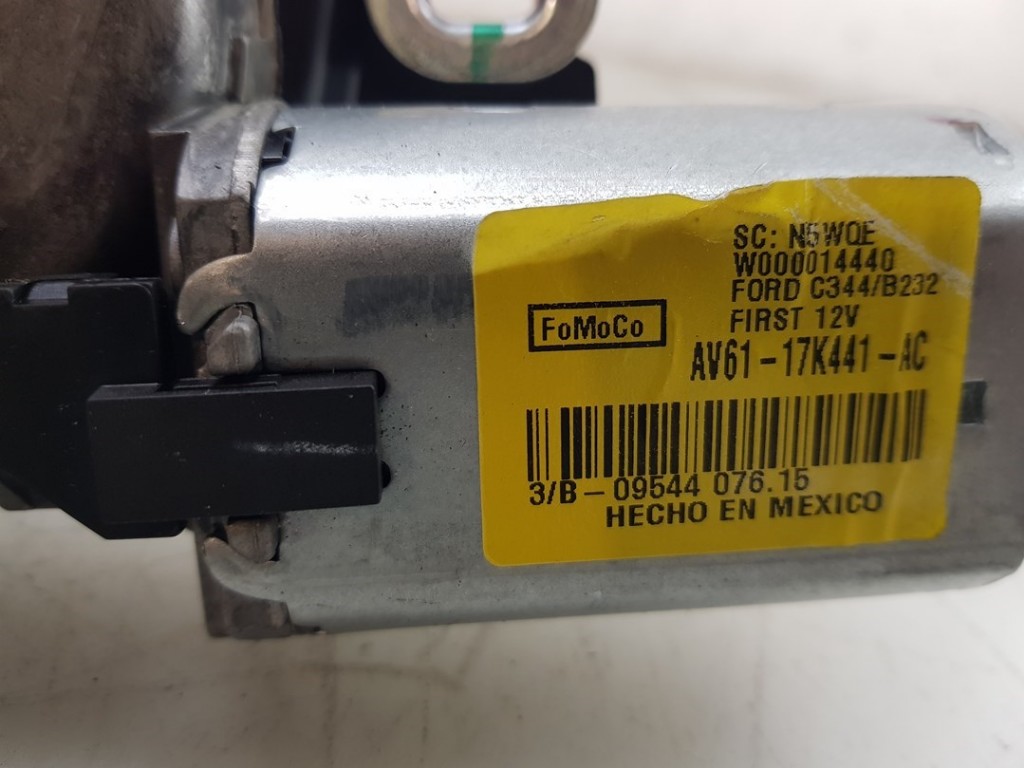 SC: N5WQE
W000014440
FORD C344/B232
FoMoCo
FIRST 12V
AV61-17K441-AC
3/B-09544 076.15
HECHO EN MEXICO